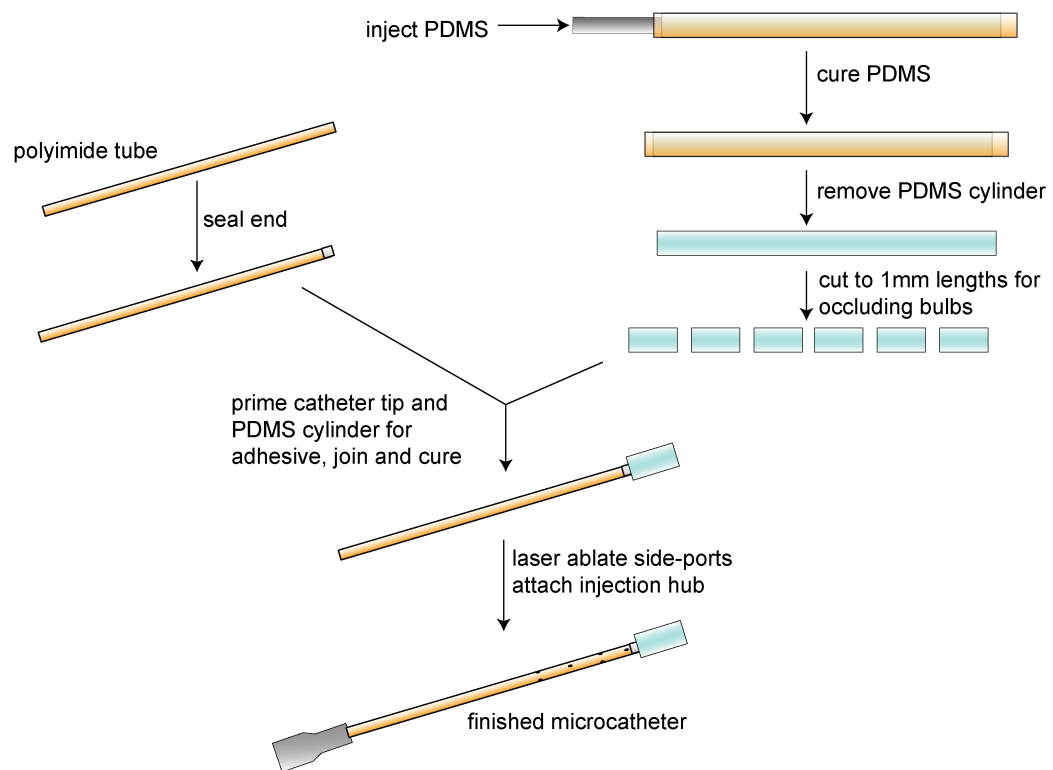 inject PDMS
cure PDMS
polyimide tube
remove PDMS cylinder
seal end
cut to 1mm lengths for
occluding bulbs
prime catheter tip and
PDMS cylinder for
adhesive, join and cure
laser ablate side-ports
attach injection hub
finished microcatheter